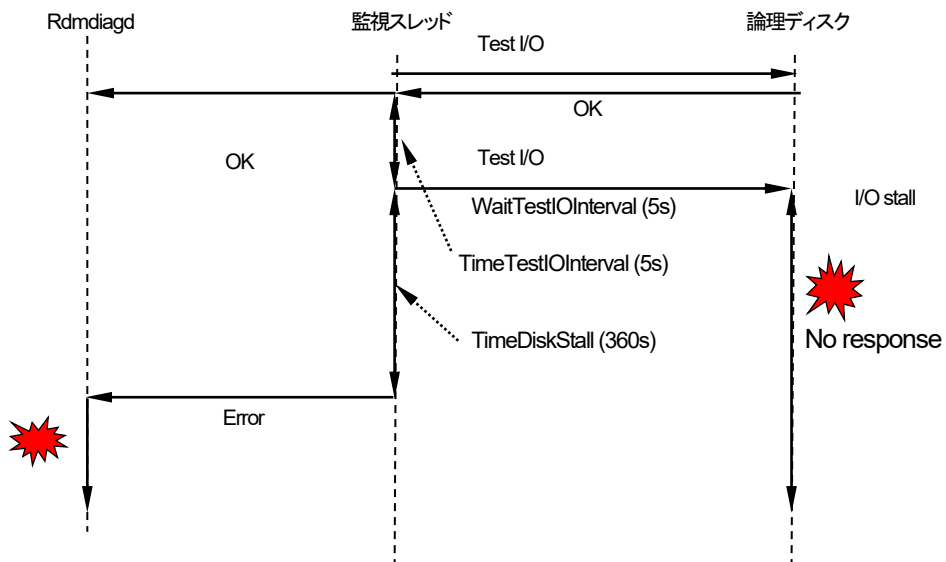 Rdmdiagd
監視スレッド
論理ディスク
Test I/O
OK
OK
Test I/O
WaitTestIOInterval (5s)
I/O stall
TimeTestIOInterval (5s)
TimeDiskStall (360s)
No response
Error